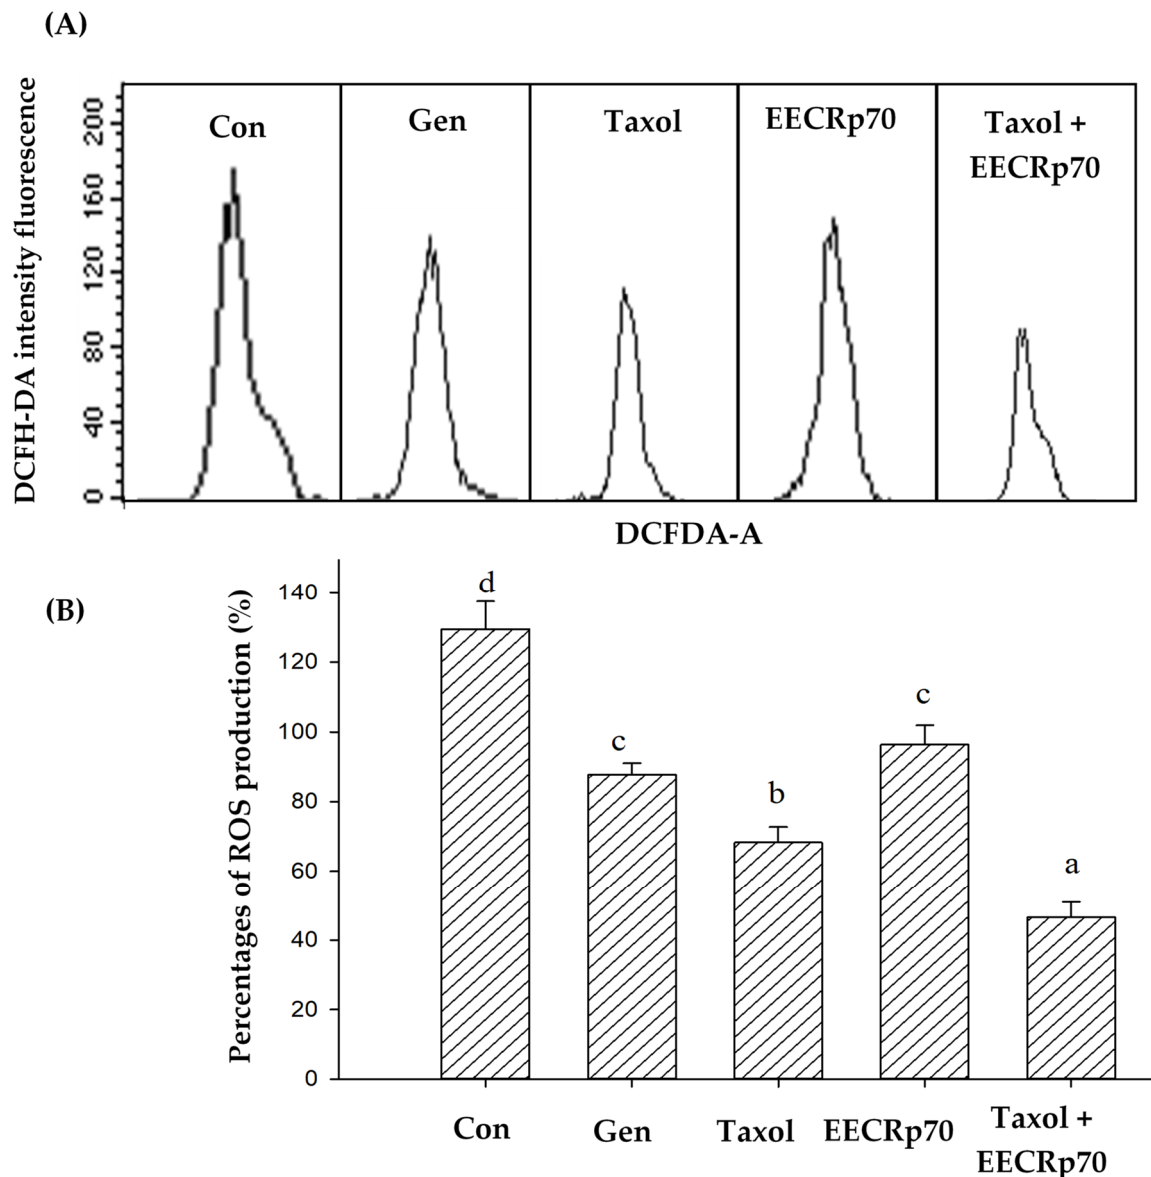 (A)
DCFH-DA intensity fluorescence
200
160
120
80
40
0
Con
Gen
Taxol
EECRp70
Taxol +
EECRp70
DCFDA-A
(B)
Percentages of ROS production (%)
140
120
100
80
60
40
20
0
d
c
b
c
a
Con
Gen
Taxol
EECRp70
Taxol +
EECRp70